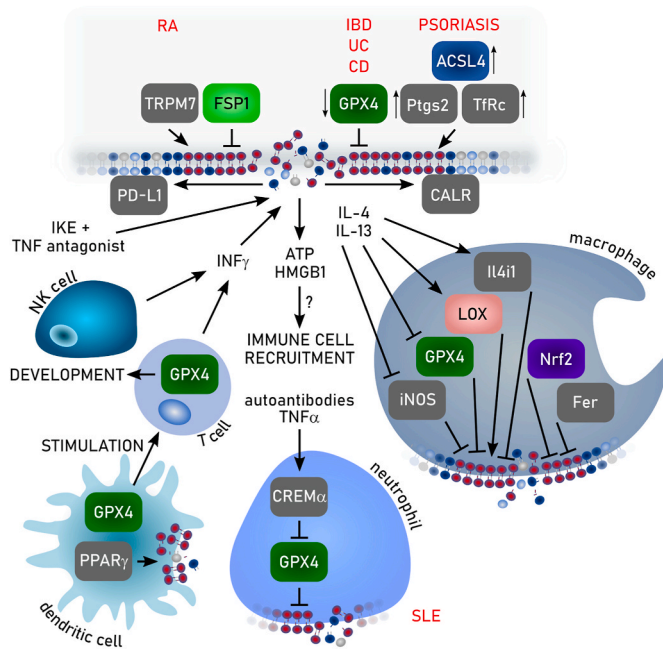 RA
IBD
UC
CD
PSORIASIS
ACSL4
TRPM7
FSP1
GPX4
Ptgs2
TfRc
PD-L1
CALR
IKE +
TNF antagonist
INFγ
ATP
HMGB1
?
IMMUNE CELL
RECRUITMENT
IL-4
IL-13
macrophage
Il4i1
LOX
GPX4
Nrf2
iNOS
Fer
NK cell
DEVELOPMENT
GPX4
T cell
STIMULATION
GPX4
PPARγ
dendritic cell
autoantibodies
TNFα
neutrophil
CREMα
GPX4
SLE